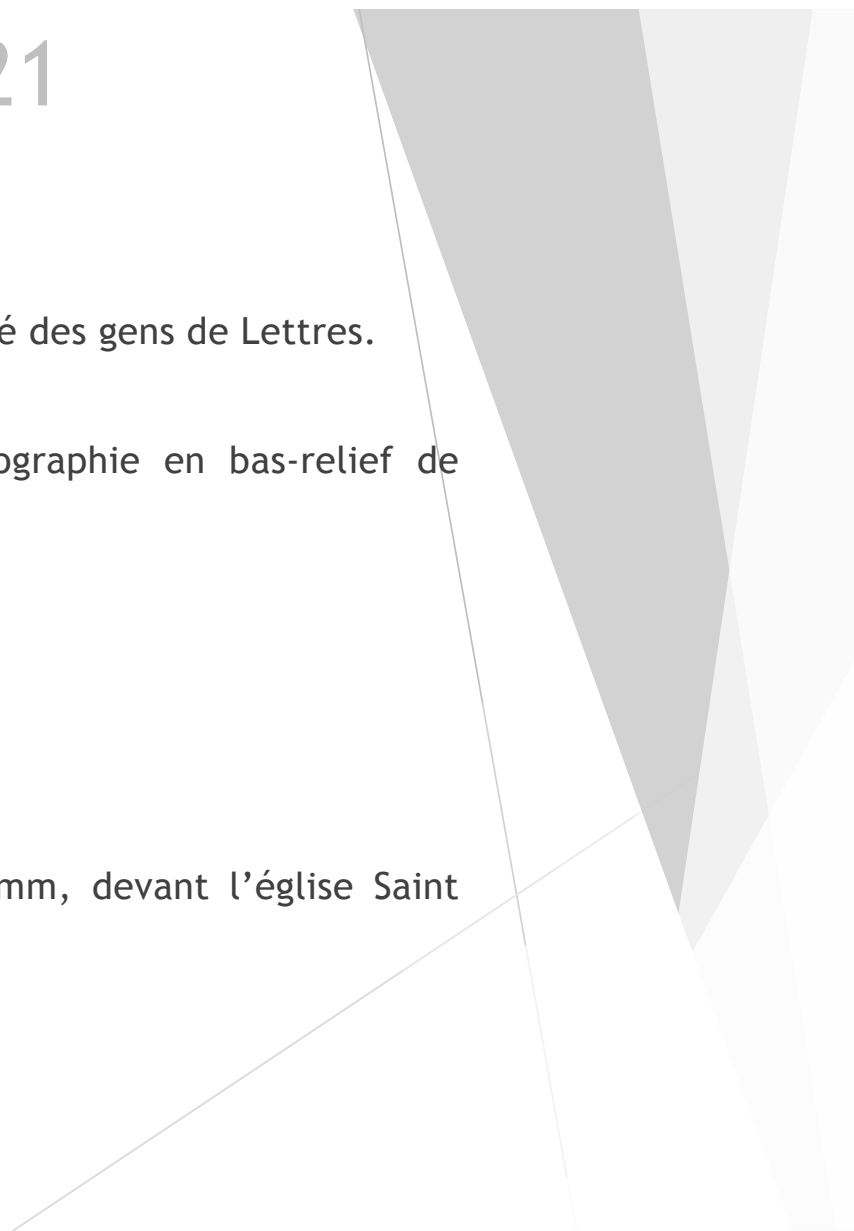 21
é des gens de Lettres.
ographie en bas-relief de
mm, devant l’église Saint